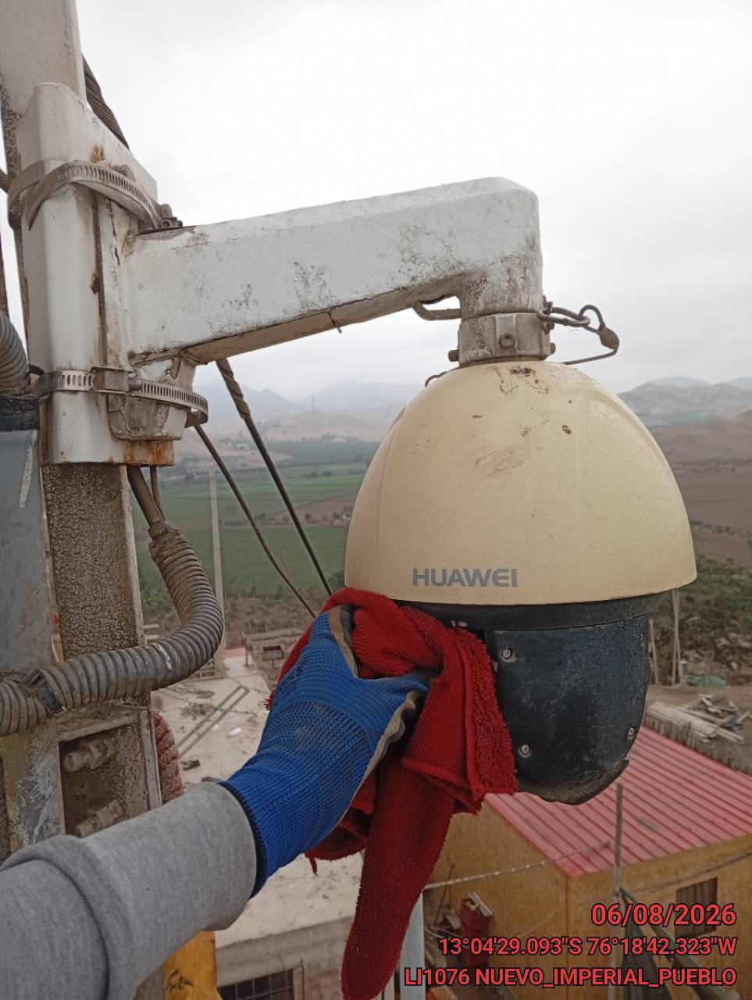 HUAWEI
06/08/2026
13°04'29.093"S 76°18'42.323"W
LI1076 NUEVO_IMPERIAL_PUEBLO